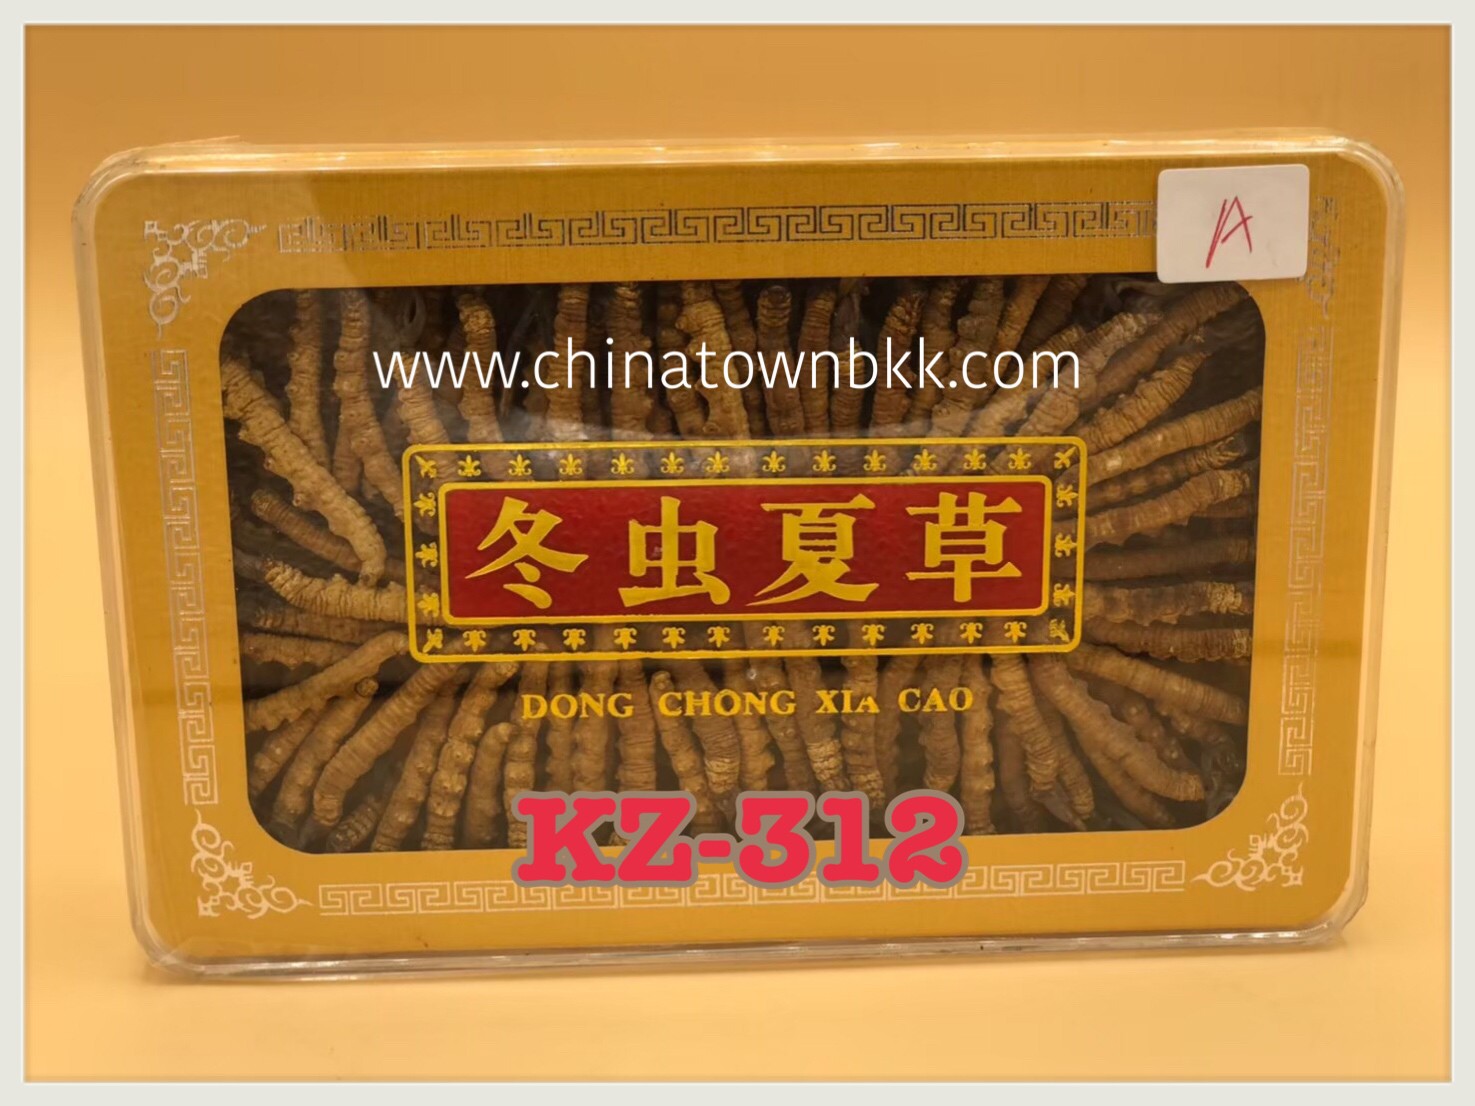 A
www.chinatownbkk.com
冬虫夏草
DONG CHONG XIA CAO
KZ-312